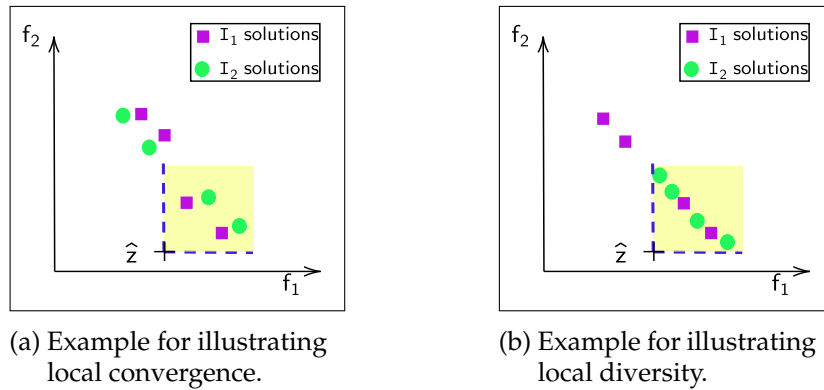 f₂
I₁ solutions
I₂ solutions
ẑ
f₁
(a) Example for illustrating
local convergence.
f₂
I₁ solutions
I₂ solutions
ẑ
f₁
(b) Example for illustrating
local diversity.